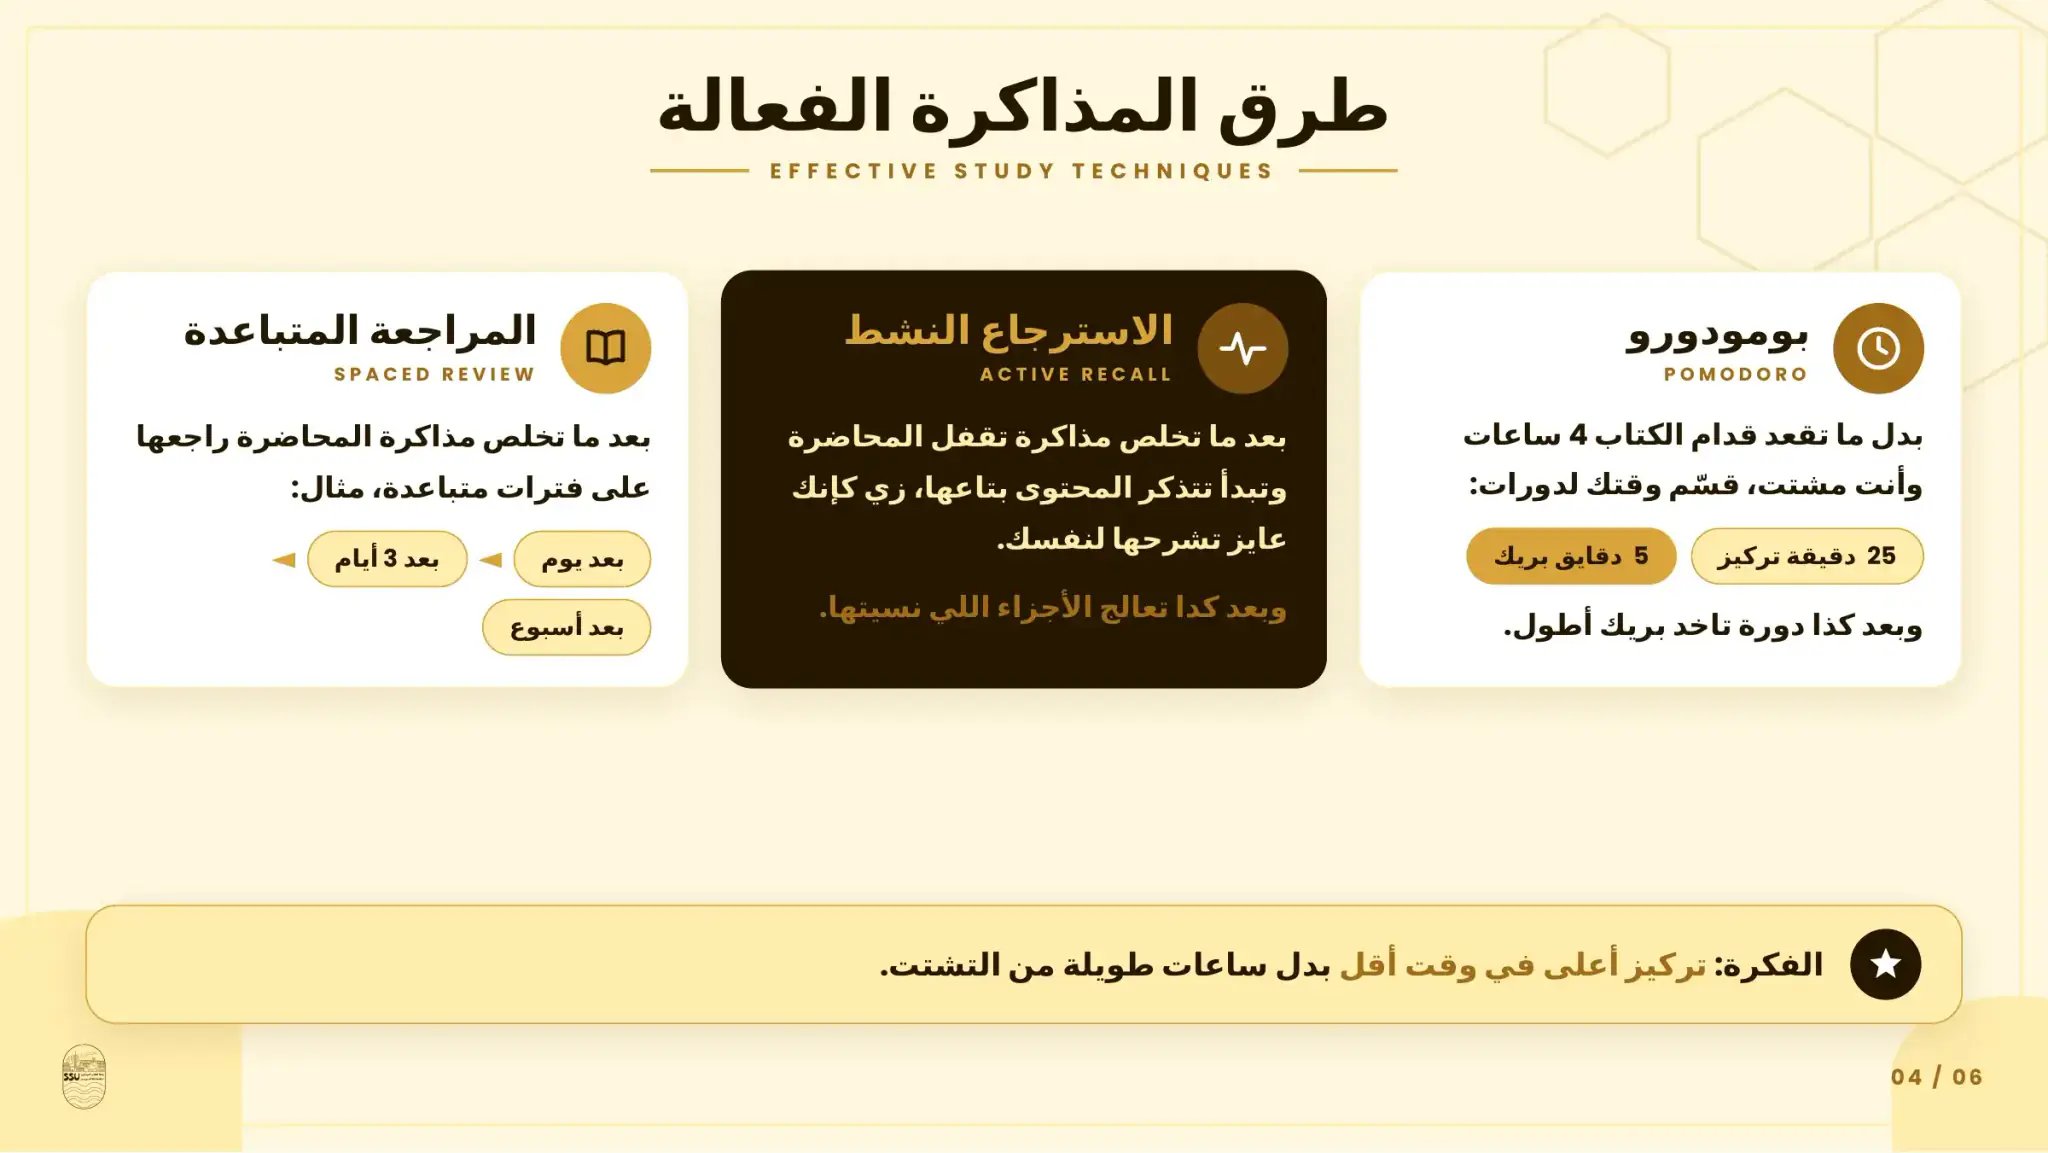 طرق المذاكرة الفعالة
EFFECTIVE STUDY TECHNIQUES
بومودورو
POMODORO
بدل ما تقعد قدام الكتاب 4 ساعات
وأنت مشتت، قسّم وقتك لدورات:
25 دقيقة تركيز
5 دقايق بريك
وبعد كذا دورة تاخد بريك أطول.
الاسترجاع النشط
ACTIVE RECALL
بعد ما تخلص مذاكرة تقفل المحاضرة
وتبدأ تتذكر المحتوى بتاعها، زي كإنك
عايز تشرحها لنفسك.
وبعد كدا تعالج الأجزاء اللي نسيتها.
المراجعة المتباعدة
SPACED REVIEW
بعد ما تخلص مذاكرة المحاضرة راجعها
على فترات متباعدة، مثال:
بعد يوم ◄ بعد 3 أيام ◄
بعد أسبوع
الفكرة: تركيز أعلى في وقت أقل بدل ساعات طويلة من التشتت.
SSU
04 / 06